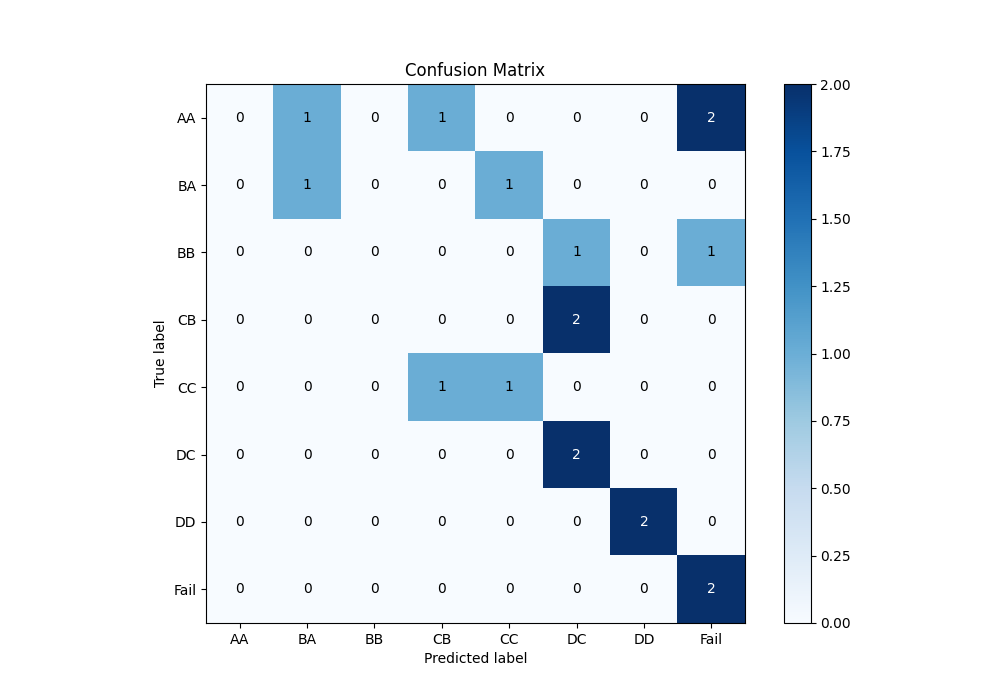 Confusion Matrix
True label
AA 0 1 0 1 0 0 0 2
BA 0 1 0 0 1 0 0 0
BB 0 0 0 0 0 1 0 1
CB 0 0 0 0 0 2 0 0
CC 0 0 0 1 1 0 0 0
DC 0 0 0 0 0 2 0 0
DD 0 0 0 0 0 0 2 0
Fail 0 0 0 0 0 0 0 2
AA BA BB CB CC DC DD Fail
Predicted label
2.00
1.75
1.50
1.25
1.00
0.75
0.50
0.25
0.00